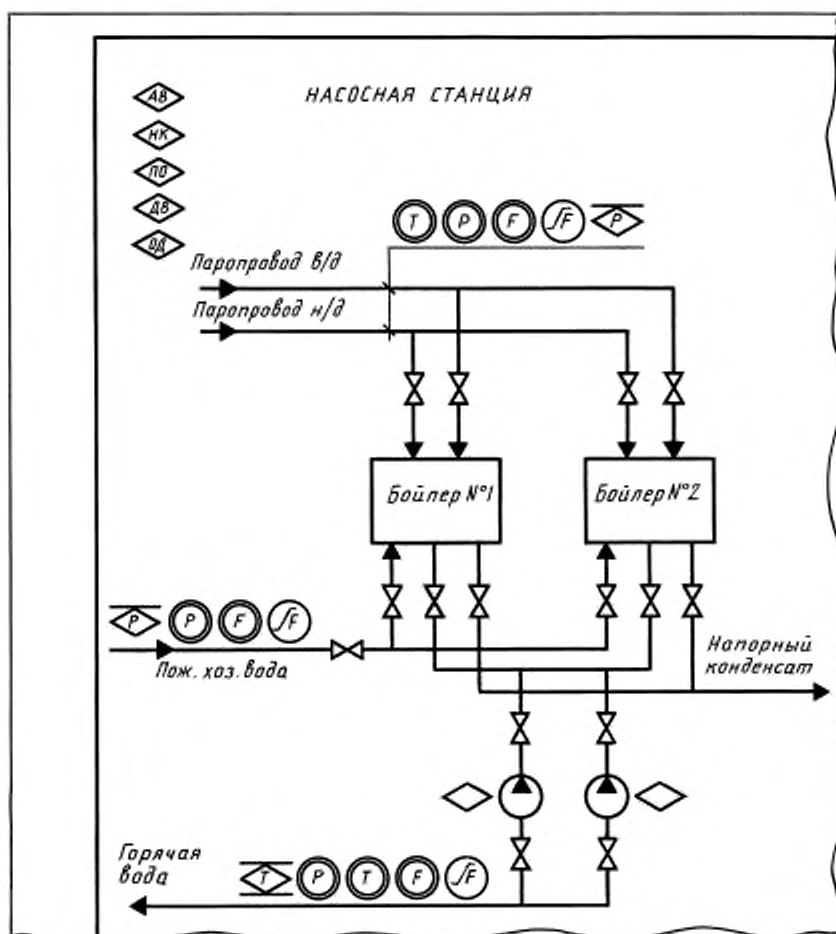 АВ
НАСОСНАЯ СТАНЦИЯ
НК
ПО
ДВ
ОД
T P F ∫F P
Паропровод в/д
Паропровод н/д
Бойлер №1
Бойлер №2
P P F ∫F
Пож. хоз. вода
Напорный
конденсат
Горячая
вода
T P T F ∫F